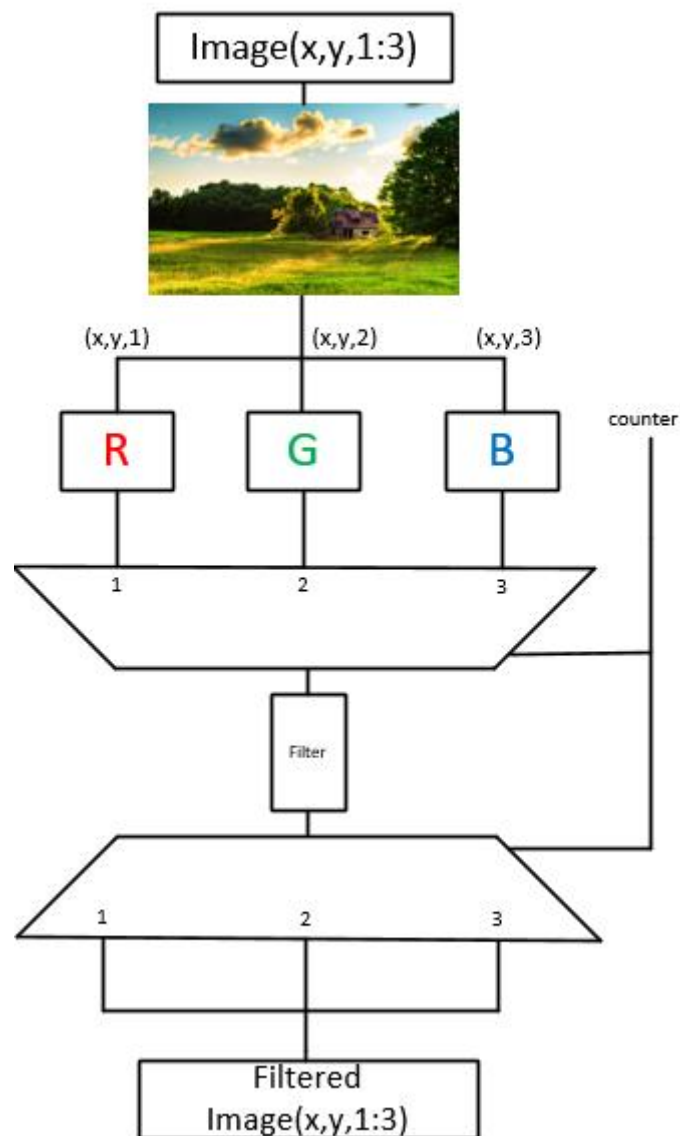 Image(x,y,1:3)
(x,y,1)
(x,y,2)
(x,y,3)
R
G
B
counter
1
2
3
Filter
1
2
3
Filtered
Image(x,y,1:3)